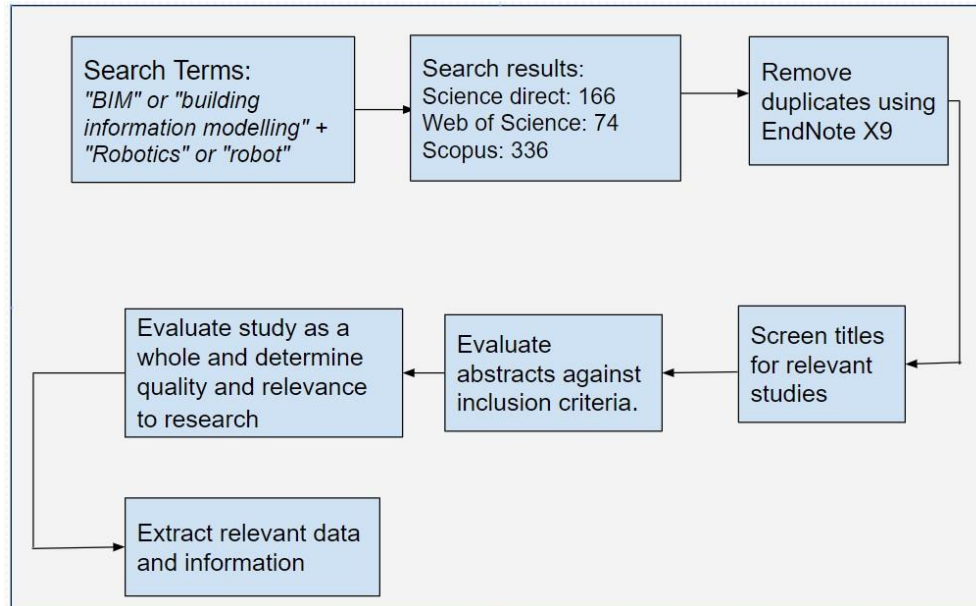 Search Terms:
"BIM" or "building
information modelling" +
"Robotics" or "robot"
Search results:
Science direct: 166
Web of Science: 74
Scopus: 336
Remove
duplicates using
EndNote X9
Screen titles
for relevant
studies
Evaluate
abstracts against
inclusion criteria.
Evaluate study as a
whole and determine
quality and relevance
to research
Extract relevant data
and information